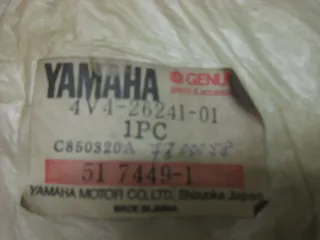 YAMAHA GENU
4V4-26241-01
1PC
C850320A
51 7449-1
YAMAHA MOTOR CO., LTD. Shizuoka Japan
MADE IN JAPAN